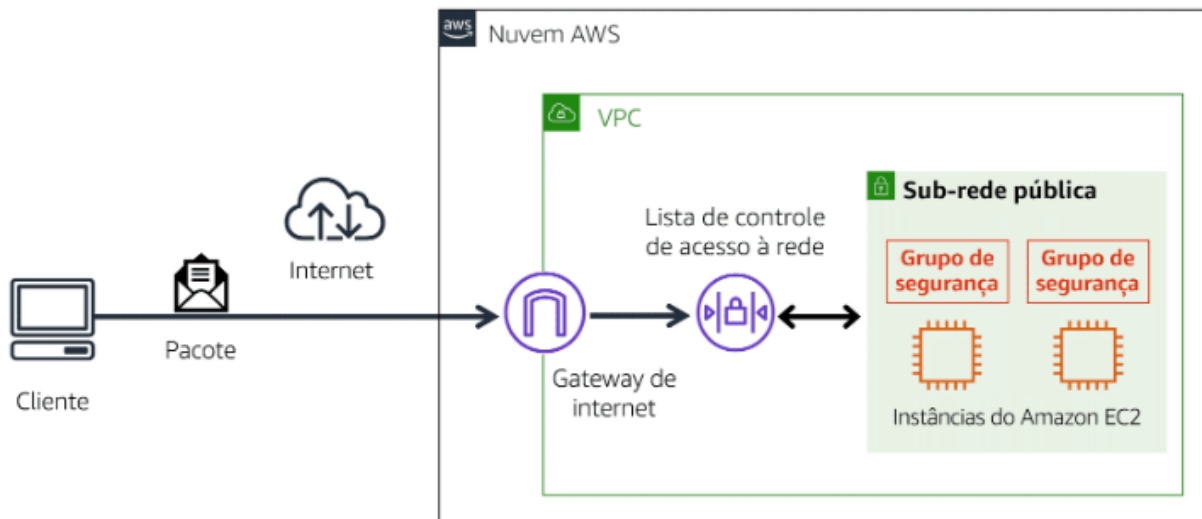 aws
Nuvem AWS
VPC
Sub-rede pública
Lista de controle
de acesso à rede
Grupo de
segurança
Grupo de
segurança
Internet
Pacote
Cliente
Gateway de
internet
Instâncias do Amazon EC2